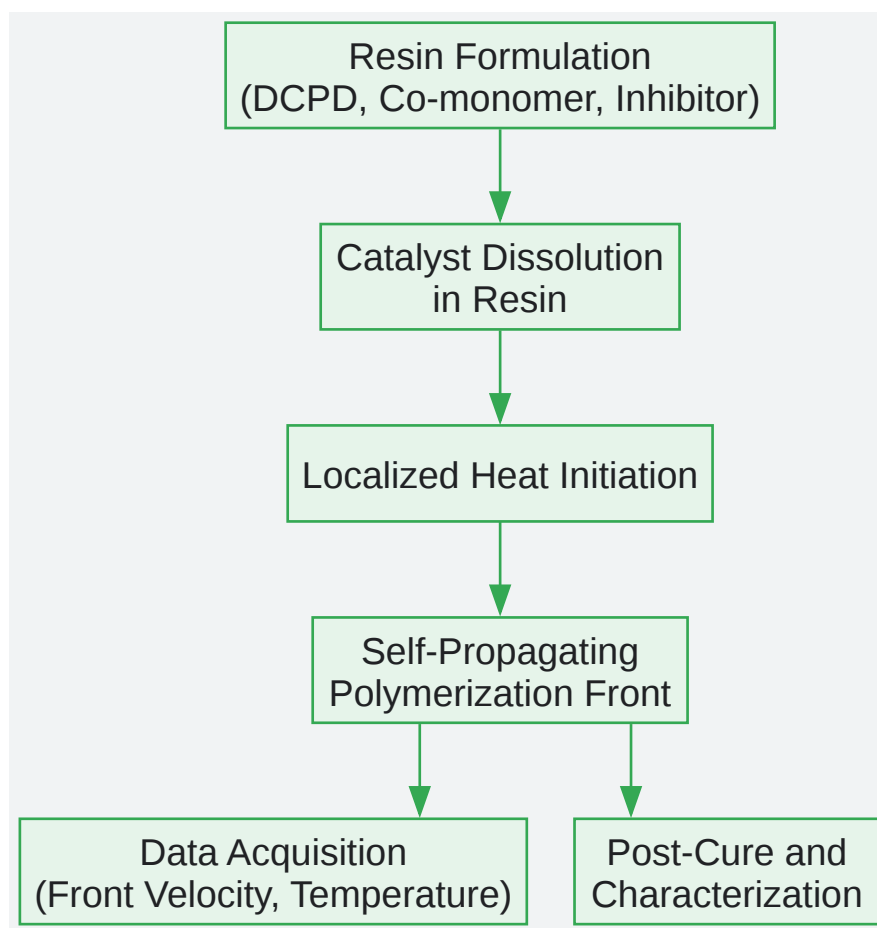 Resin Formulation
(DCPD, Co-monomer, Inhibitor)
Catalyst Dissolution
in Resin
Localized Heat Initiation
Self-Propagating
Polymerization Front
Data Acquisition
(Front Velocity, Temperature)
Post-Cure and
Characterization